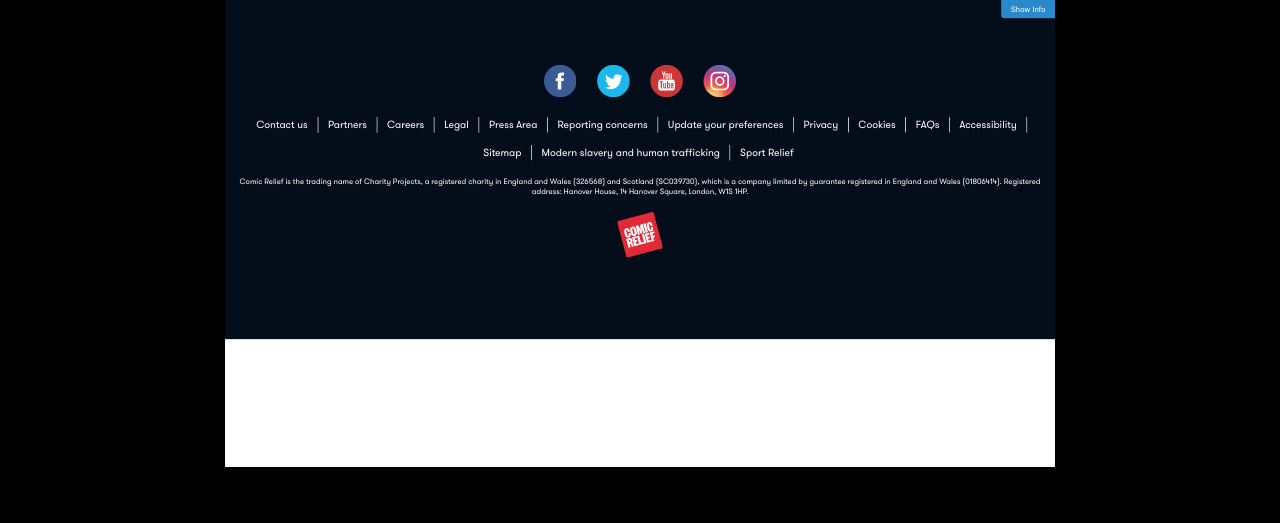 Show Info
You
Tube
Contact us
Partners
Careers
Legal
Press Area
Reporting concerns
Update your preferences
Privacy
Cookies
FAQs
Accessibility
Sitemap
Modern slavery and human trafficking
Sport Relief
Comic Relief is the trading name of Charity Projects, a registered charity in England and Wales (326568) and Scotland (SC039730), which is a company limited by guarantee registered in England and Wales (01806414). Registered
address: Hanover House, 14 Hanover Square, London, W1S 1HP.
COMIC
RELIEF